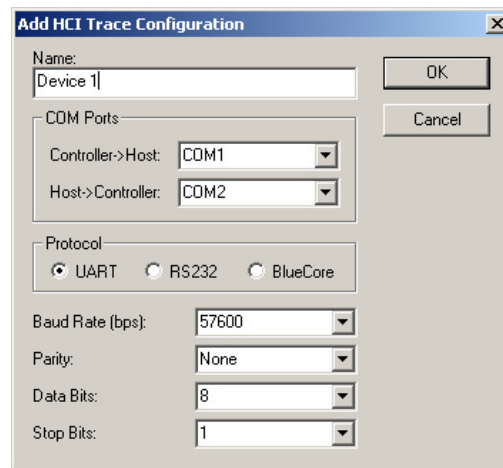 Add HCI Trace Configuration
Name:
Device 1
OK
Cancel
COM Ports
Controller->Host: COM1
Host->Controller: COM2
Protocol
UART RS232 BlueCore
Baud Rate (bps): 57600
Parity: None
Data Bits: 8
Stop Bits: 1